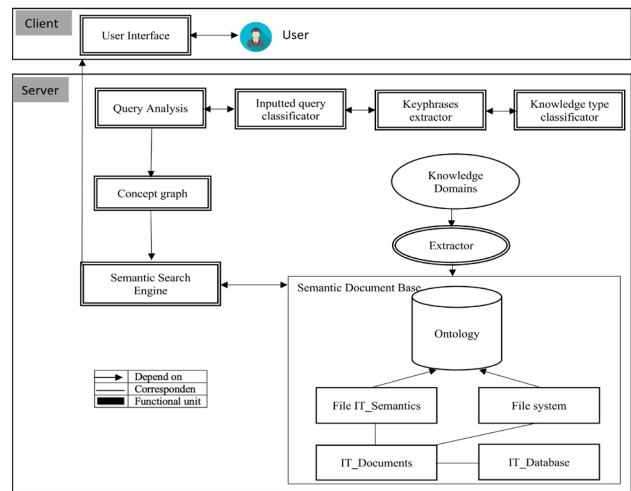 Client
User Interface
User
Server
Query Analysis
Inputted query
classificator
Keyphrases
extractor
Knowledge type
classificator
Concept graph
Knowledge
Domains
Extractor
Semantic Search
Engine
Semantic Document Base
Ontology
Depend on
Corresponden
Functional unit
File IT_Semantics
File system
IT_Documents
IT_Database